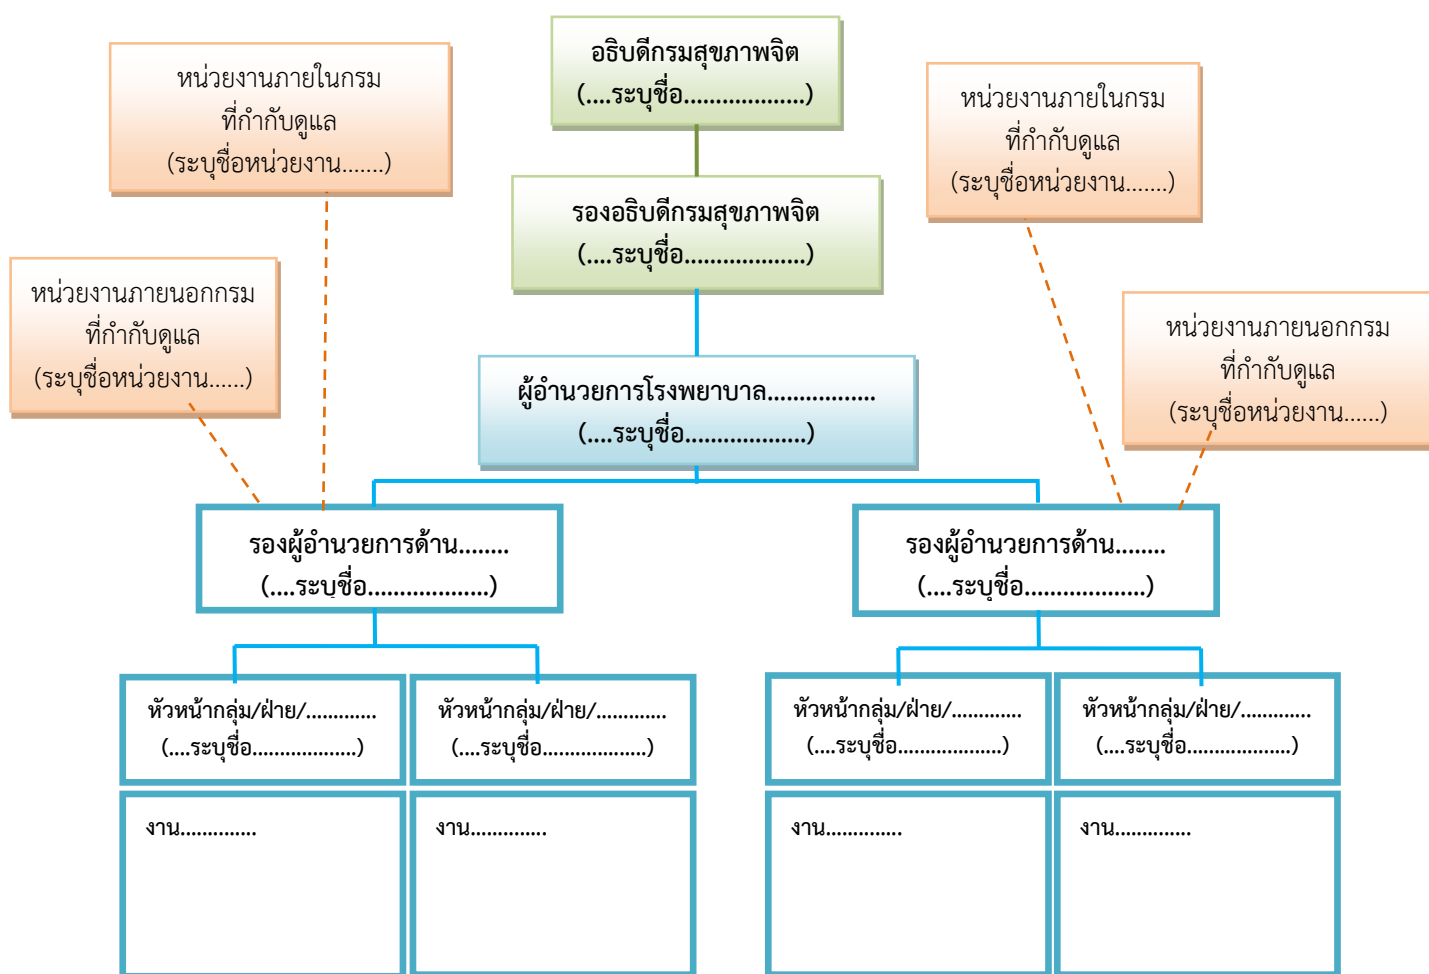 อธิบดีกรมสุขภาพจิต
(....ระบุชื่อ....................)
หน่วยงานภายในกรม
ที่กำกับดูแล
(ระบุชื่อหน่วยงาน.......)
หน่วยงานภายในกรม
ที่กำกับดูแล
(ระบุชื่อหน่วยงาน.......)
รองอธิบดีกรมสุขภาพจิต
(....ระบุชื่อ....................)
หน่วยงานภายนอกกรม
ที่กำกับดูแล
(ระบุชื่อหน่วยงาน......)
หน่วยงานภายนอกกรม
ที่กำกับดูแล
(ระบุชื่อหน่วยงาน......)
ผู้อำนวยการโรงพยาบาล..................
(....ระบุชื่อ....................)
รองผู้อำนวยการด้าน........
(....ระบุชื่อ....................)
รองผู้อำนวยการด้าน........
(....ระบุชื่อ....................)
หัวหน้ากลุ่ม/ฝ่าย/.............
(....ระบุชื่อ....................)
หัวหน้ากลุ่ม/ฝ่าย/.............
(....ระบุชื่อ....................)
หัวหน้ากลุ่ม/ฝ่าย/.............
(....ระบุชื่อ....................)
หัวหน้ากลุ่ม/ฝ่าย/.............
(....ระบุชื่อ....................)
งาน..............
งาน..............
งาน..............
งาน..............